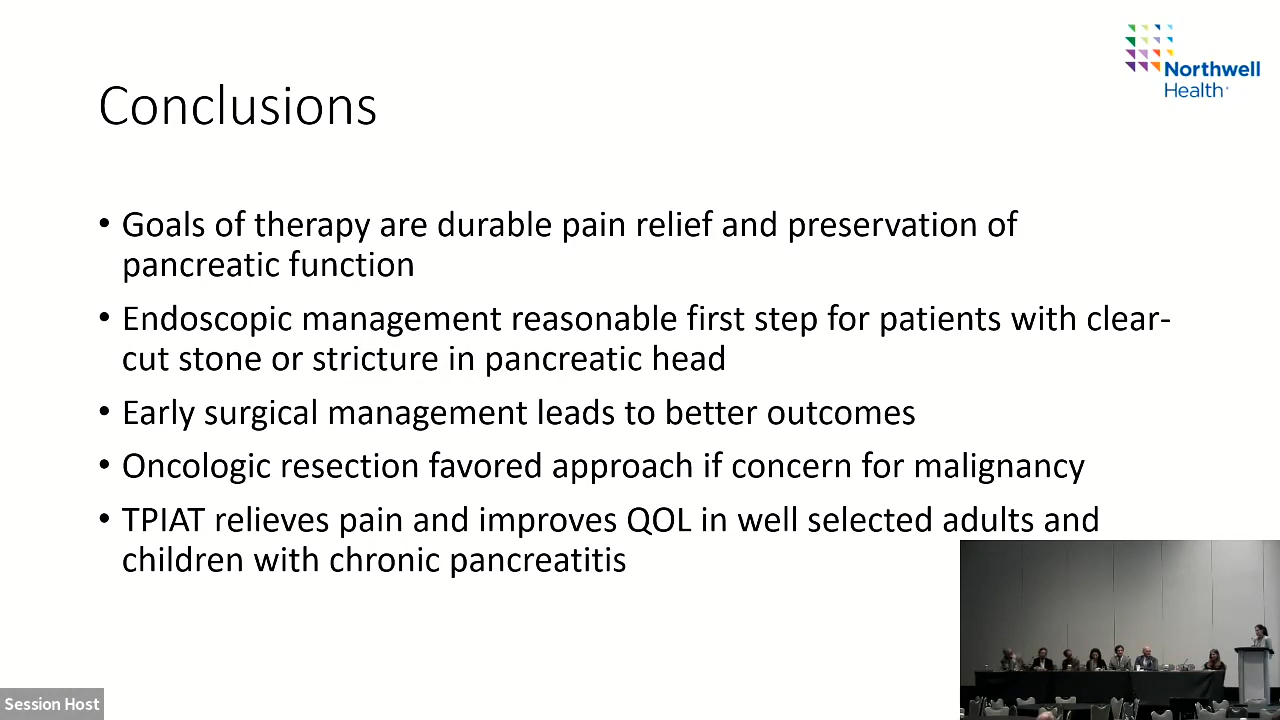 Northwell
Health
Conclusions
• Goals of therapy are durable pain relief and preservation of
pancreatic function
• Endoscopic management reasonable first step for patients with clear-
cut stone or stricture in pancreatic head
• Early surgical management leads to better outcomes
• Oncologic resection favored approach if concern for malignancy
• TPIAT relieves pain and improves QOL in well selected adults and
children with chronic pancreatitis
Session Host